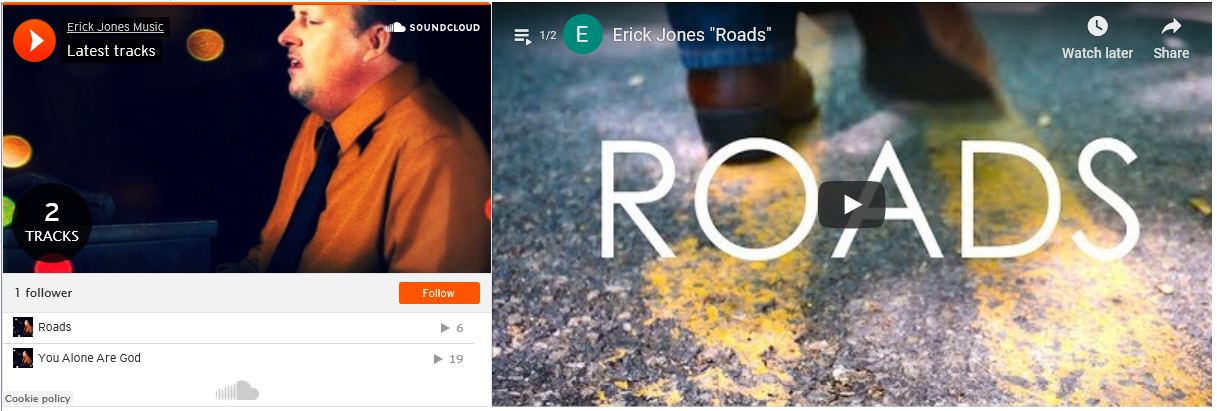 Erick Jones Music
Latest tracks
SOUNDCLOUD
2
TRACKS
1 follower
Follow
Roads
6
You Alone Are God
19
Cookie policy
1/2
E
Erick Jones "Roads"
Watch later
Share
ROADS